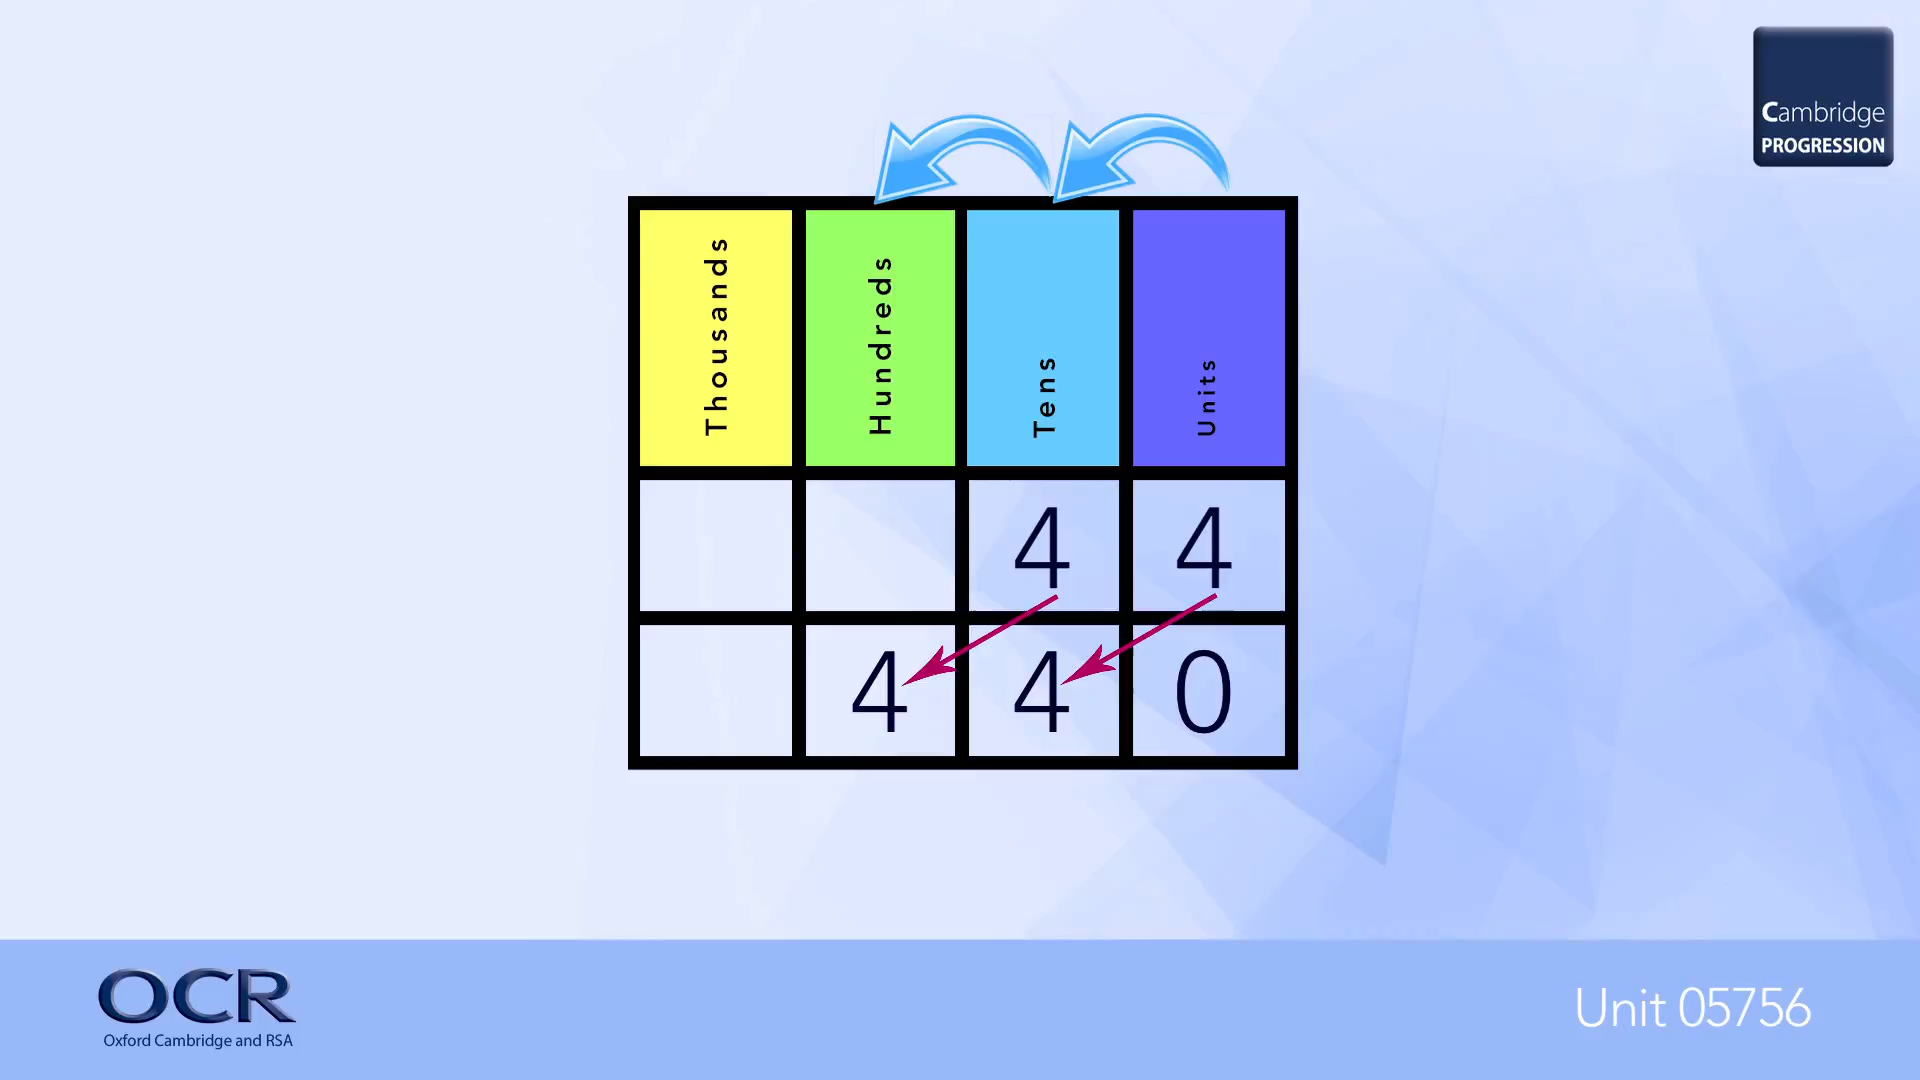 Cambridge
PROGRESSION
Thousands
Hundreds
Tens
Units
4 4
4 4 0
OCR
Oxford Cambridge and RSA
Unit 05756